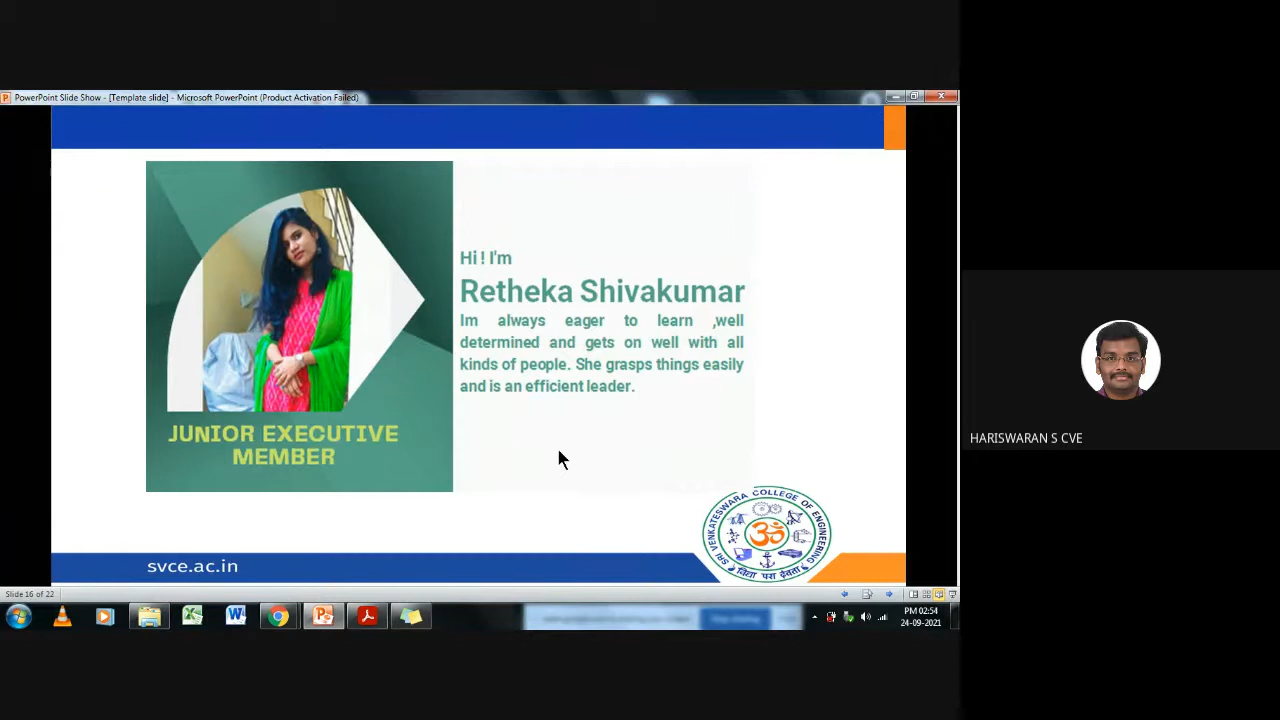 PowerPoint Slide Show - [Template slide] - Microsoft PowerPoint (Product Activation Failed)
Hi ! I'm
Retheka Shivakumar
Im always eager to learn ,well
determined and gets on well with all
kinds of people. She grasps things easily
and is an efficient leader.
JUNIOR EXECUTIVE
MEMBER
HARISWARAN S CVE
SRI VENKATESWARA COLLEGE OF ENGINEERING
ॐ
विद्या परा देवता
svce.ac.in
Slide 16 of 22
PM 02:54
24-09-2021